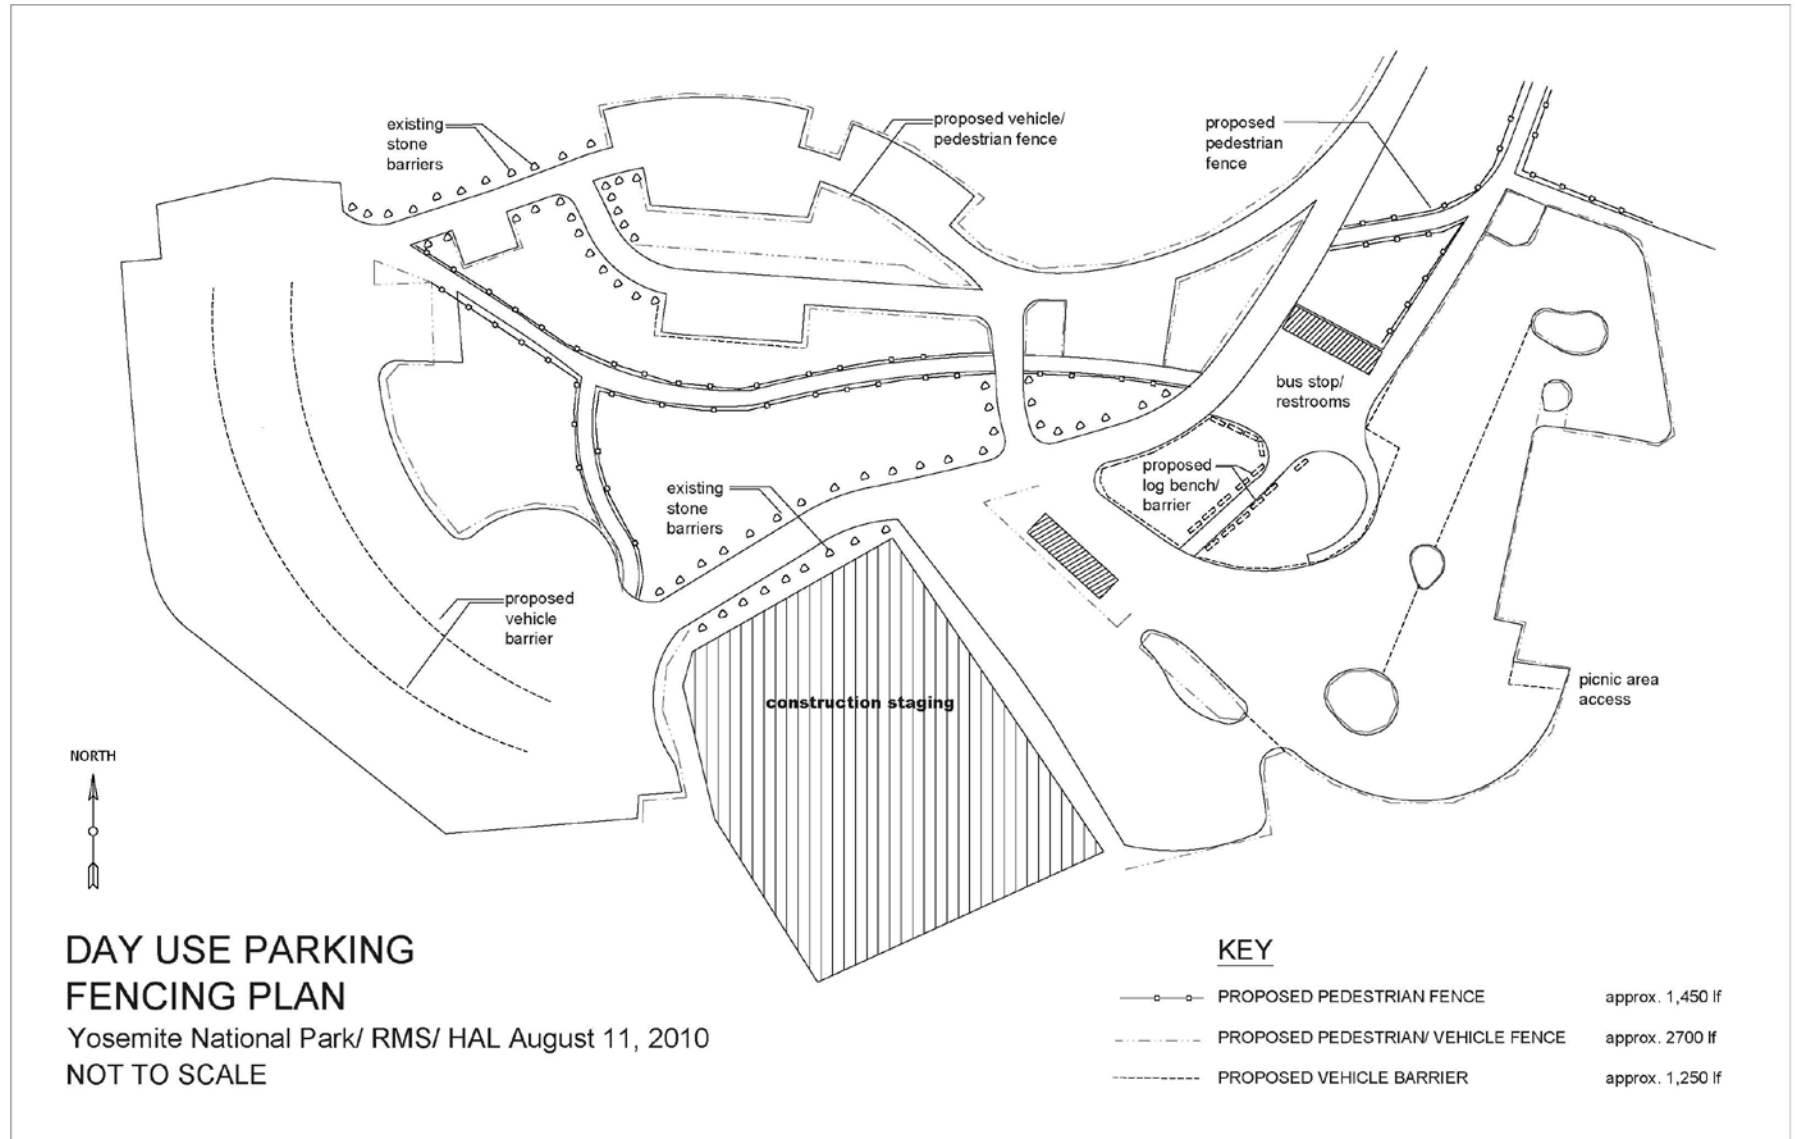 existing
stone
barriers
proposed vehicle/
pedestrian fence
proposed
pedestrian
fence
bus stop/
restrooms
proposed
log bench/
barrier
existing
stone
barriers
proposed
vehicle
barrier
construction staging
picnic area
access
NORTH
DAY USE PARKING
FENCING PLAN
Yosemite National Park/ RMS/ HAL August 11, 2010
NOT TO SCALE
KEY
PROPOSED PEDESTRIAN FENCE approx. 1,450 lf
PROPOSED PEDESTRIAN/ VEHICLE FENCE approx. 2700 lf
PROPOSED VEHICLE BARRIER approx. 1,250 lf